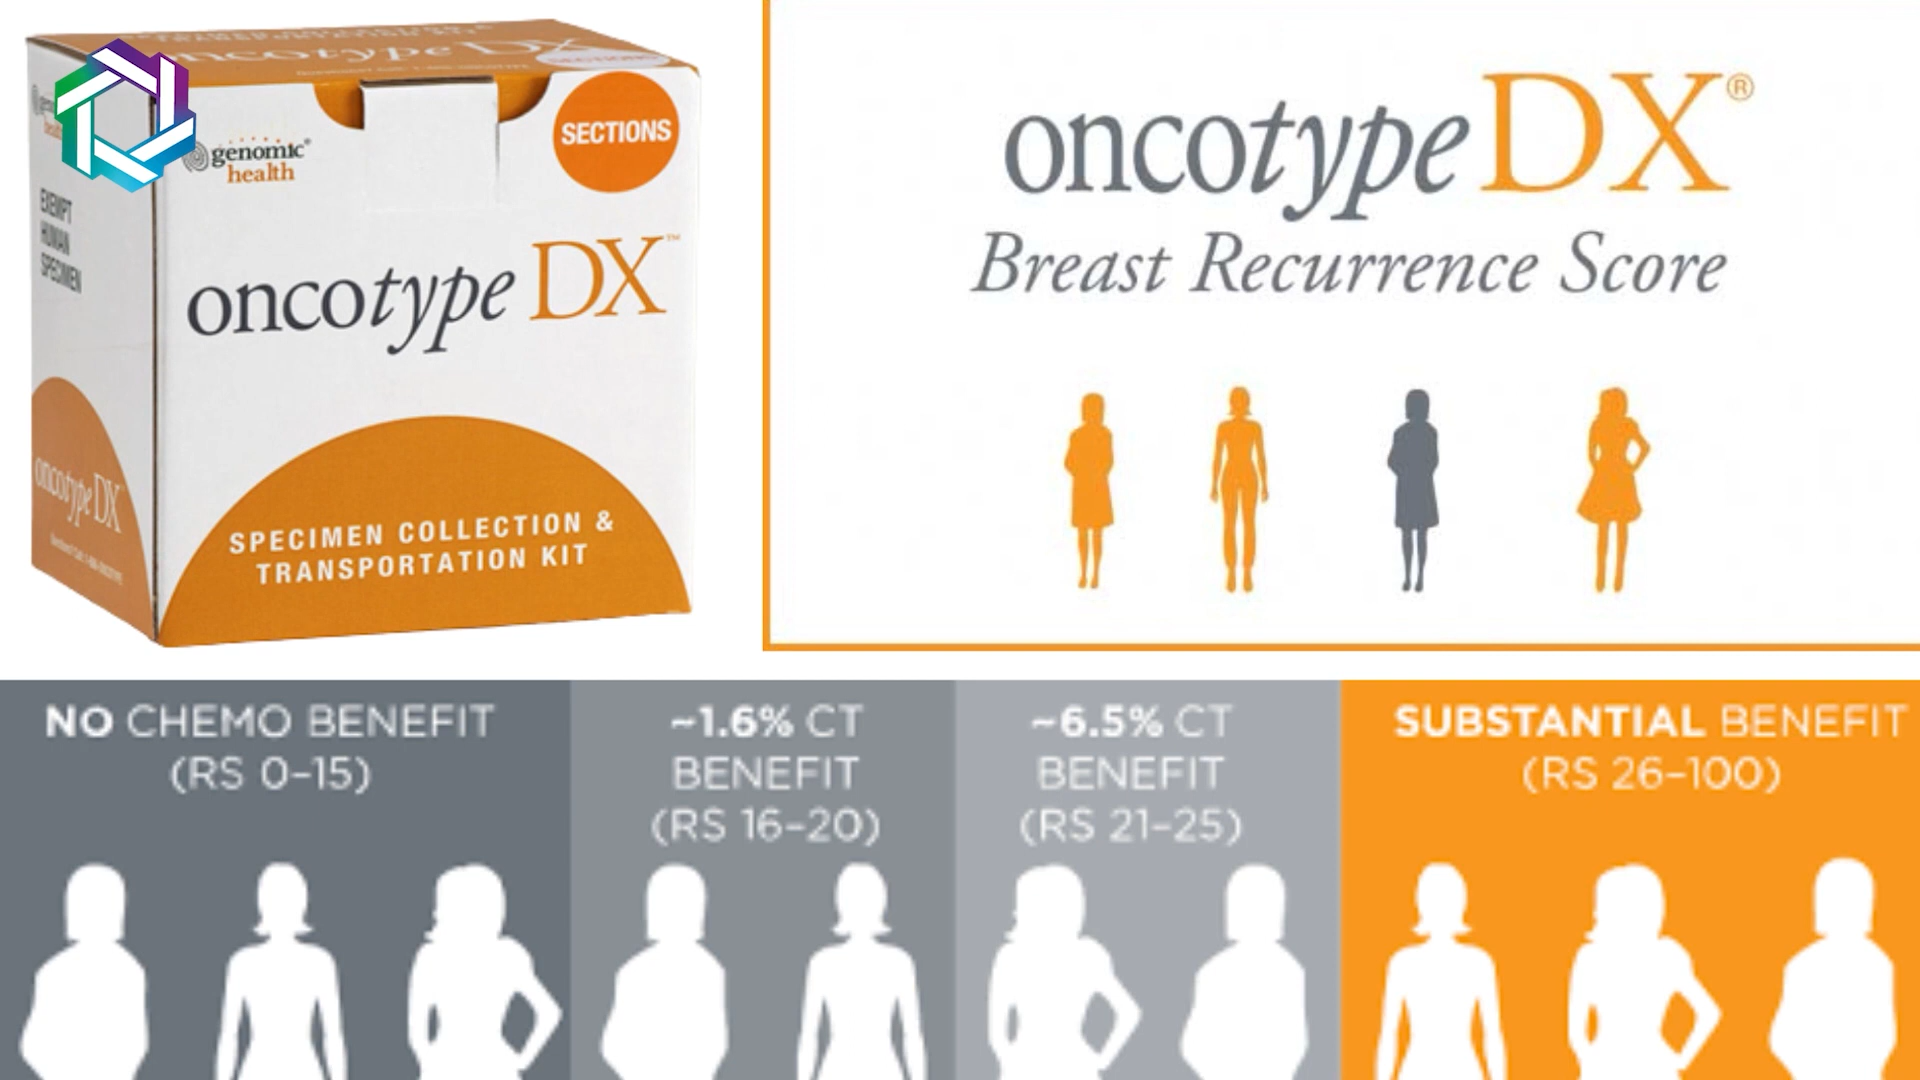 oncotype DX
genomic®
health
SECTIONS
EXEMPT
HUMAN
SPECIMEN
oncotype DX™
SPECIMEN COLLECTION &
TRANSPORTATION KIT
oncotype DX
oncotype DX®
Breast Recurrence Score
NO CHEMO BENEFIT
(RS 0–15)
~1.6% CT
BENEFIT
(RS 16–20)
~6.5% CT
BENEFIT
(RS 21–25)
SUBSTANTIAL BENEFIT
(RS 26–100)